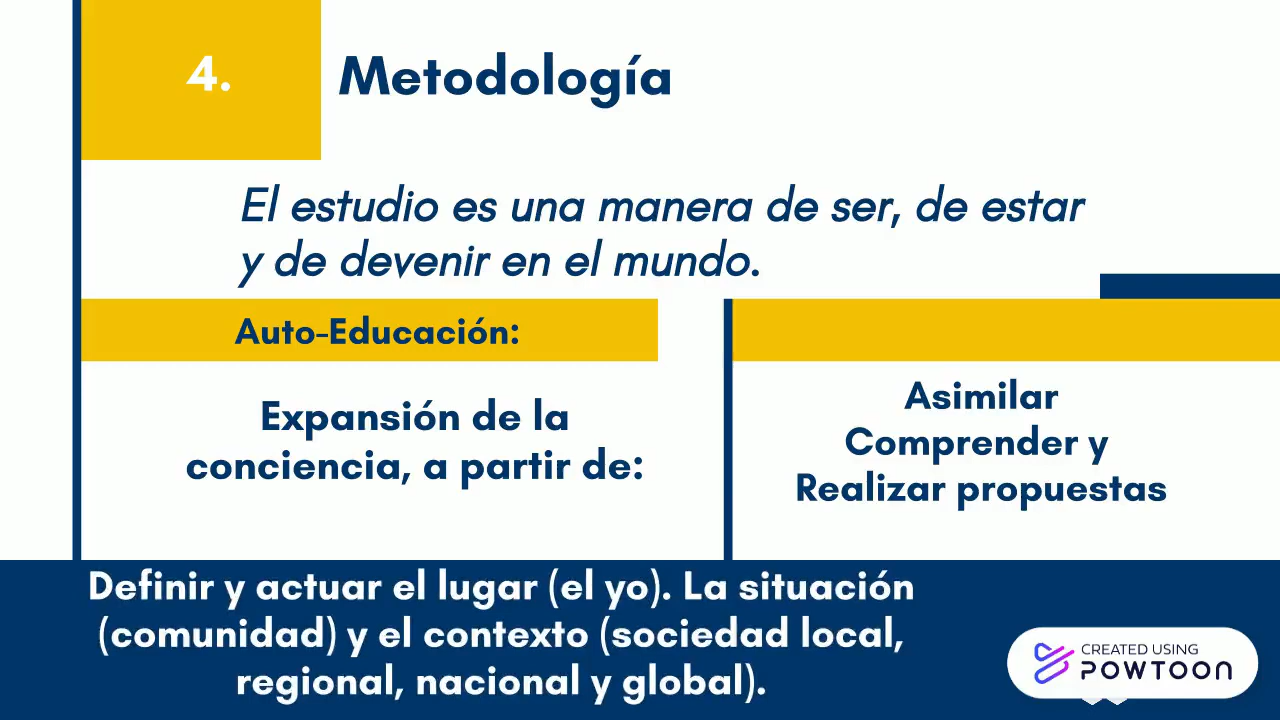 4.
Metodología
El estudio es una manera de ser, de estar
y de devenir en el mundo.
Auto-Educación:
Expansión de la
conciencia, a partir de:
Asimilar
Comprender y
Realizar propuestas
Definir y actuar el lugar (el yo). La situación
(comunidad) y el contexto (sociedad local,
regional, nacional y global).
CREATED USING
POWTOON